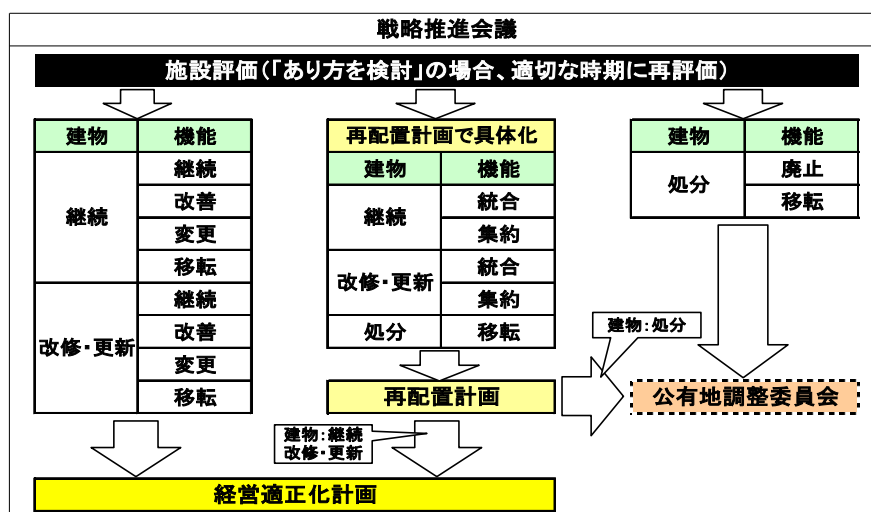 戦略推進会議
施設評価(「あり方を検討」の場合、適切な時期に再評価)
建物 機能
継続 継続
改善
変更
移転
改修・更新 継続
改善
変更
移転
再配置計画で具体化
建物 機能
継続 統合
集約
改修・更新 統合
集約
処分 移転
再配置計画
建物 機能
処分 廃止
移転
建物:処分
公有地調整委員会
建物:継続
改修・更新
経営適正化計画